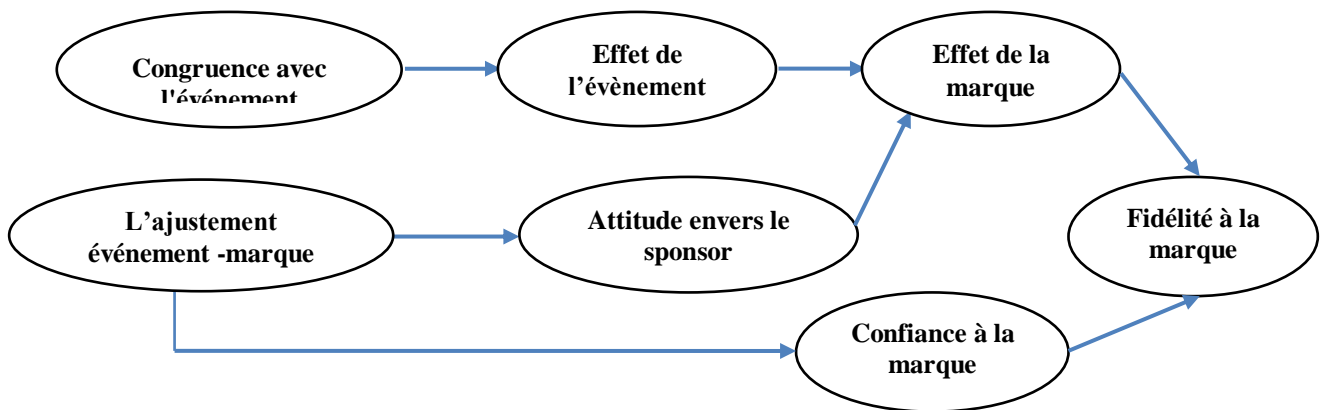 Congruence avec
l'événement
Effet de
l’évènement
Effet de la
marque
L’ajustement
événement -marque
Attitude envers le
sponsor
Fidélité à la
marque
Confiance à la
marque